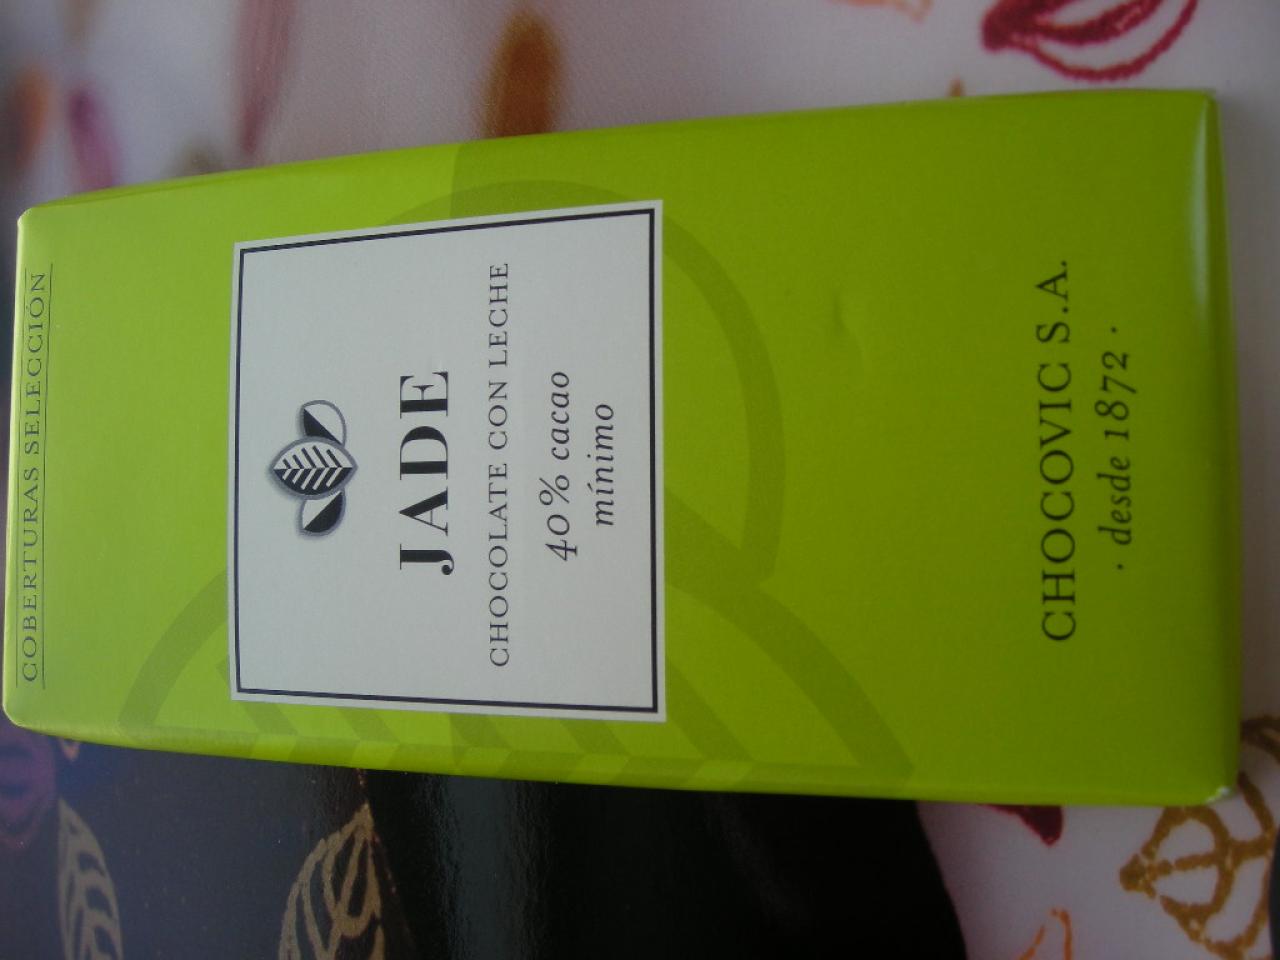 COBERTURAS SELECCIÓN
JADE
CHOCOLATE CON LECHE
40% cacao
mínimo
CHOCOVIC S.A.
· desde 1872 ·